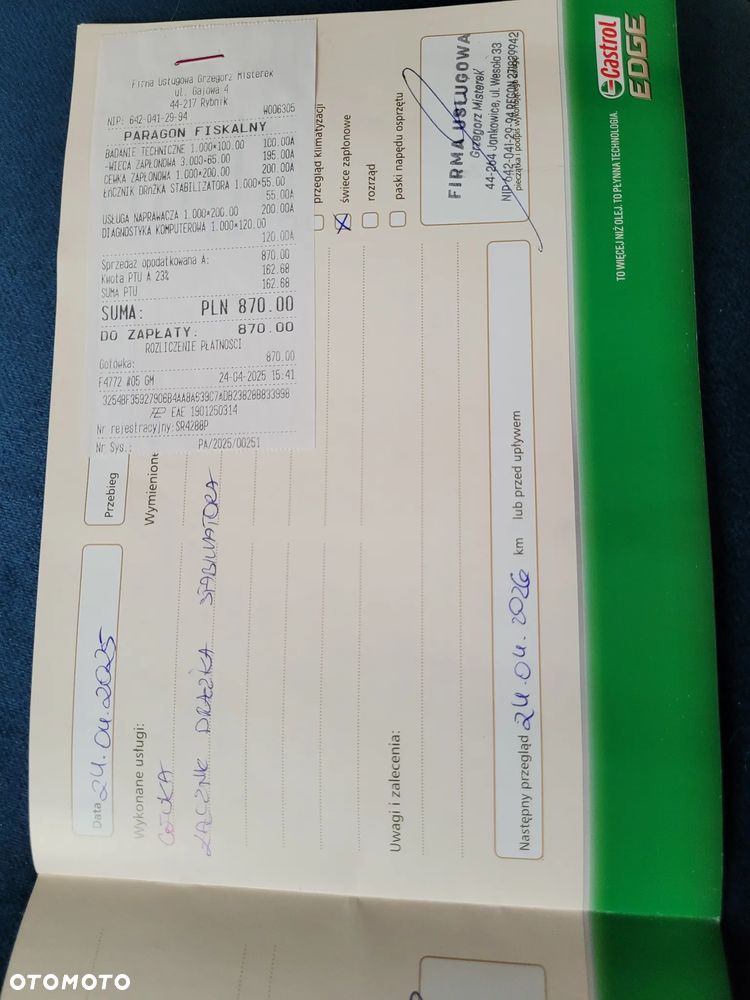 Firma Usługowa Grzegorz Misterek
ul. Gajowa 4
44-217 Rybnik
NIP: 642-041-29-94 W006305
PARAGON FISKALNY
BADANIE TECHNICZNE 1.000×100.00 100.00A
ŚWIECA ZAPŁONOWA 3.000×65.00 195.00A
CEWKA ZAPŁONOWA 1.000×200.00 200.00A
ŁĄCZNIK DRĄŻKA STABILIZATORA 1.000×55.00
55.00A
USŁUGA NAPRAWACZA 1.000×200.00 200.00A
DIAGNOSTYKA KOMPUTEROWA 1.000×120.00
120.00A
Sprzedaż opodatkowana A: 870.00
Kwota PTU A 23% 162.68
SUMA PTU 162.68
SUMA: PLN 870.00
DO ZAPŁATY: 870.00
ROZLICZENIE PŁATNOŚCI
Gotówka: 870.00
F4772 #05 GM 24-04-2025 15:41
EAE 1901250314
Nr rejestracyjny:SR4288P
Nr Sys.: PA/2025/00251
Data 24.04.2025
Przebieg
Wykonane usługi:
Wymienione
CEWKA
ŁĄCZNIK DRĄŻKA STABILIZATORA
przegląd klimatyzacji
świece zapłonowe
rozrząd
paski napędu osprzętu
Uwagi i zalecenia:
FIRMA USŁUGOWA
Grzegorz Misterek
44-264 Jankowice, ul. Wesoła 33
NIP 642-041-29-94 REGON 273829942
pieczątka i podpis
Następny przegląd 24.04.2026 km lub przed upływem
TO WIĘCEJ NIŻ OLEJ. TO PŁYNNA TECHNOLOGIA.
Castrol
EDGE
OTOMOTO